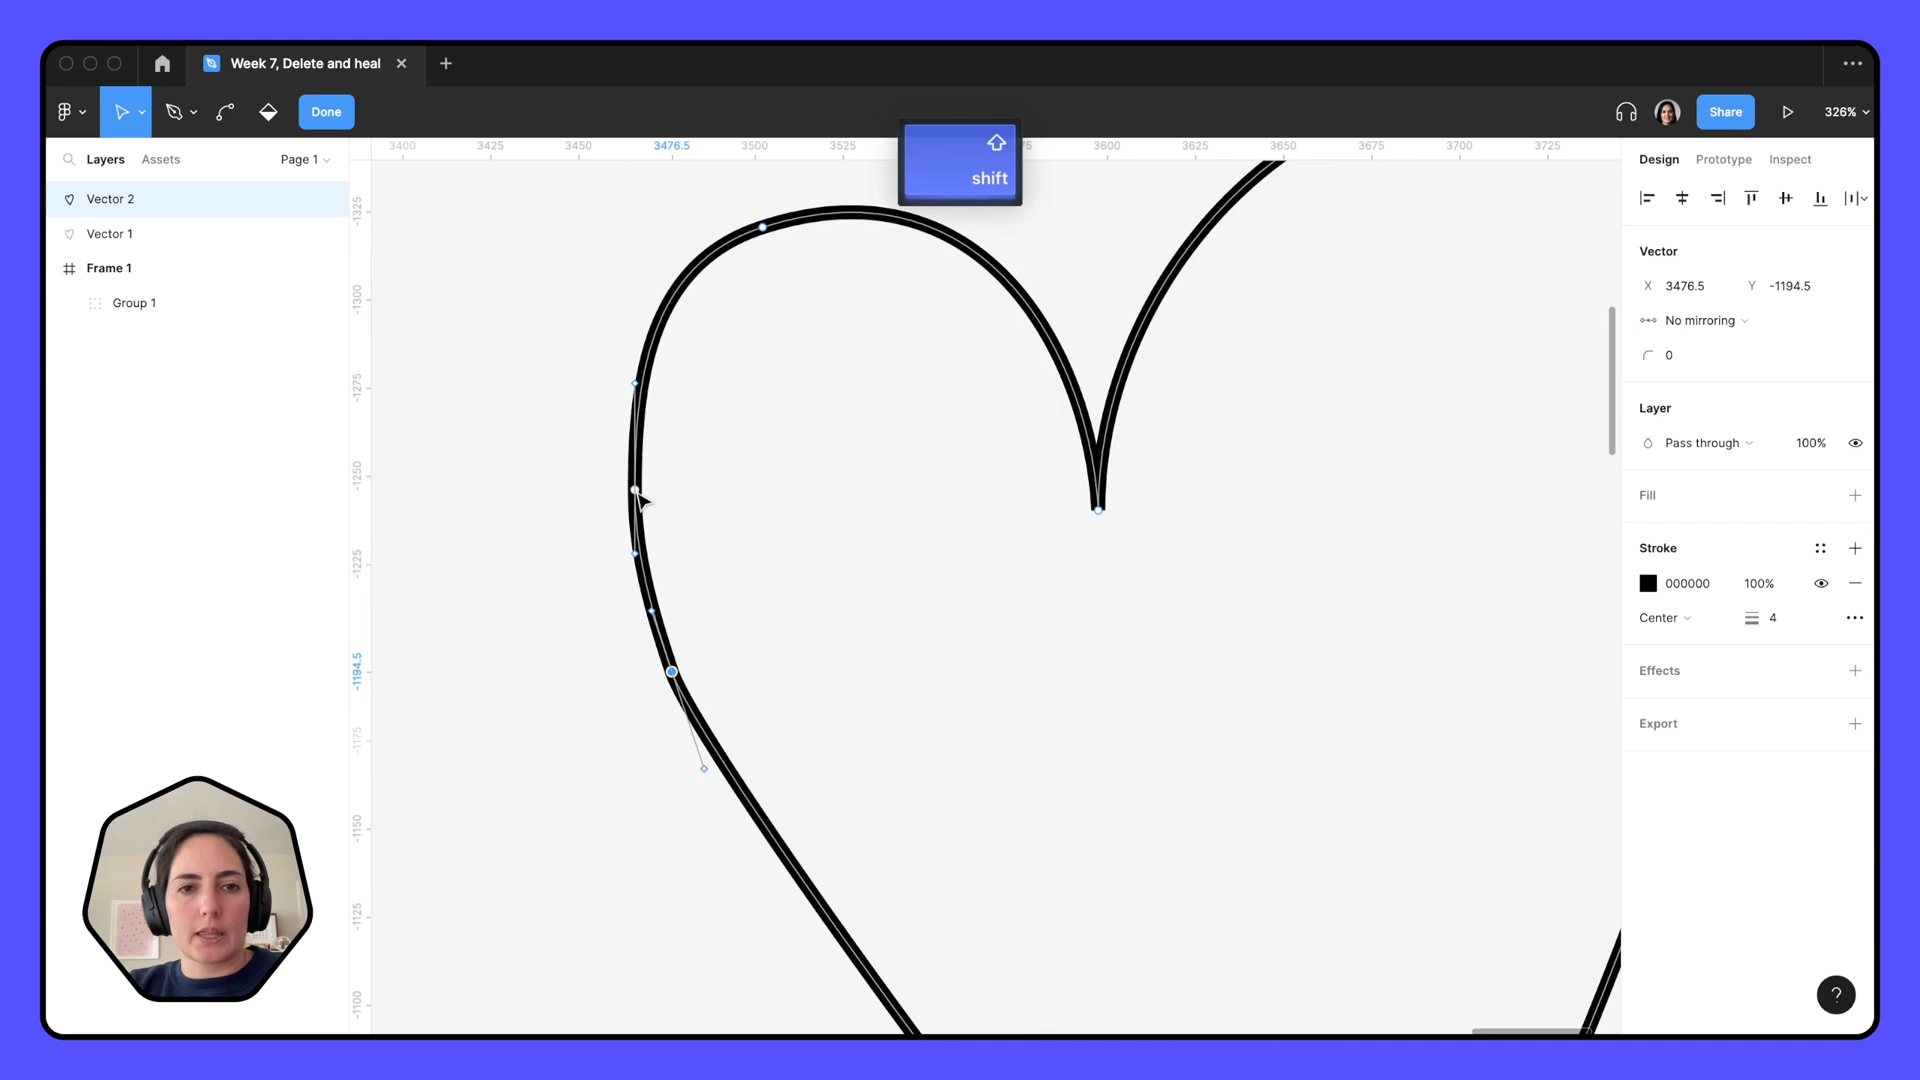 Week 7, Delete and heal
Done
Share
326%
Layers
Assets
Page 1
Vector 2
Vector 1
Frame 1
Group 1
3400
3425
3450
3476.5
3500
3525
75
3600
3625
3650
3675
3700
3725
shift
-1325
-1300
-1275
-1250
-1225
-1194.5
-1175
-1150
-1125
-1100
Design
Prototype
Inspect
Vector
X 3476.5 Y -1194.5
No mirroring
0
Layer
Pass through 100%
Fill
Stroke
000000 100%
Center 4
Effects
Export
?